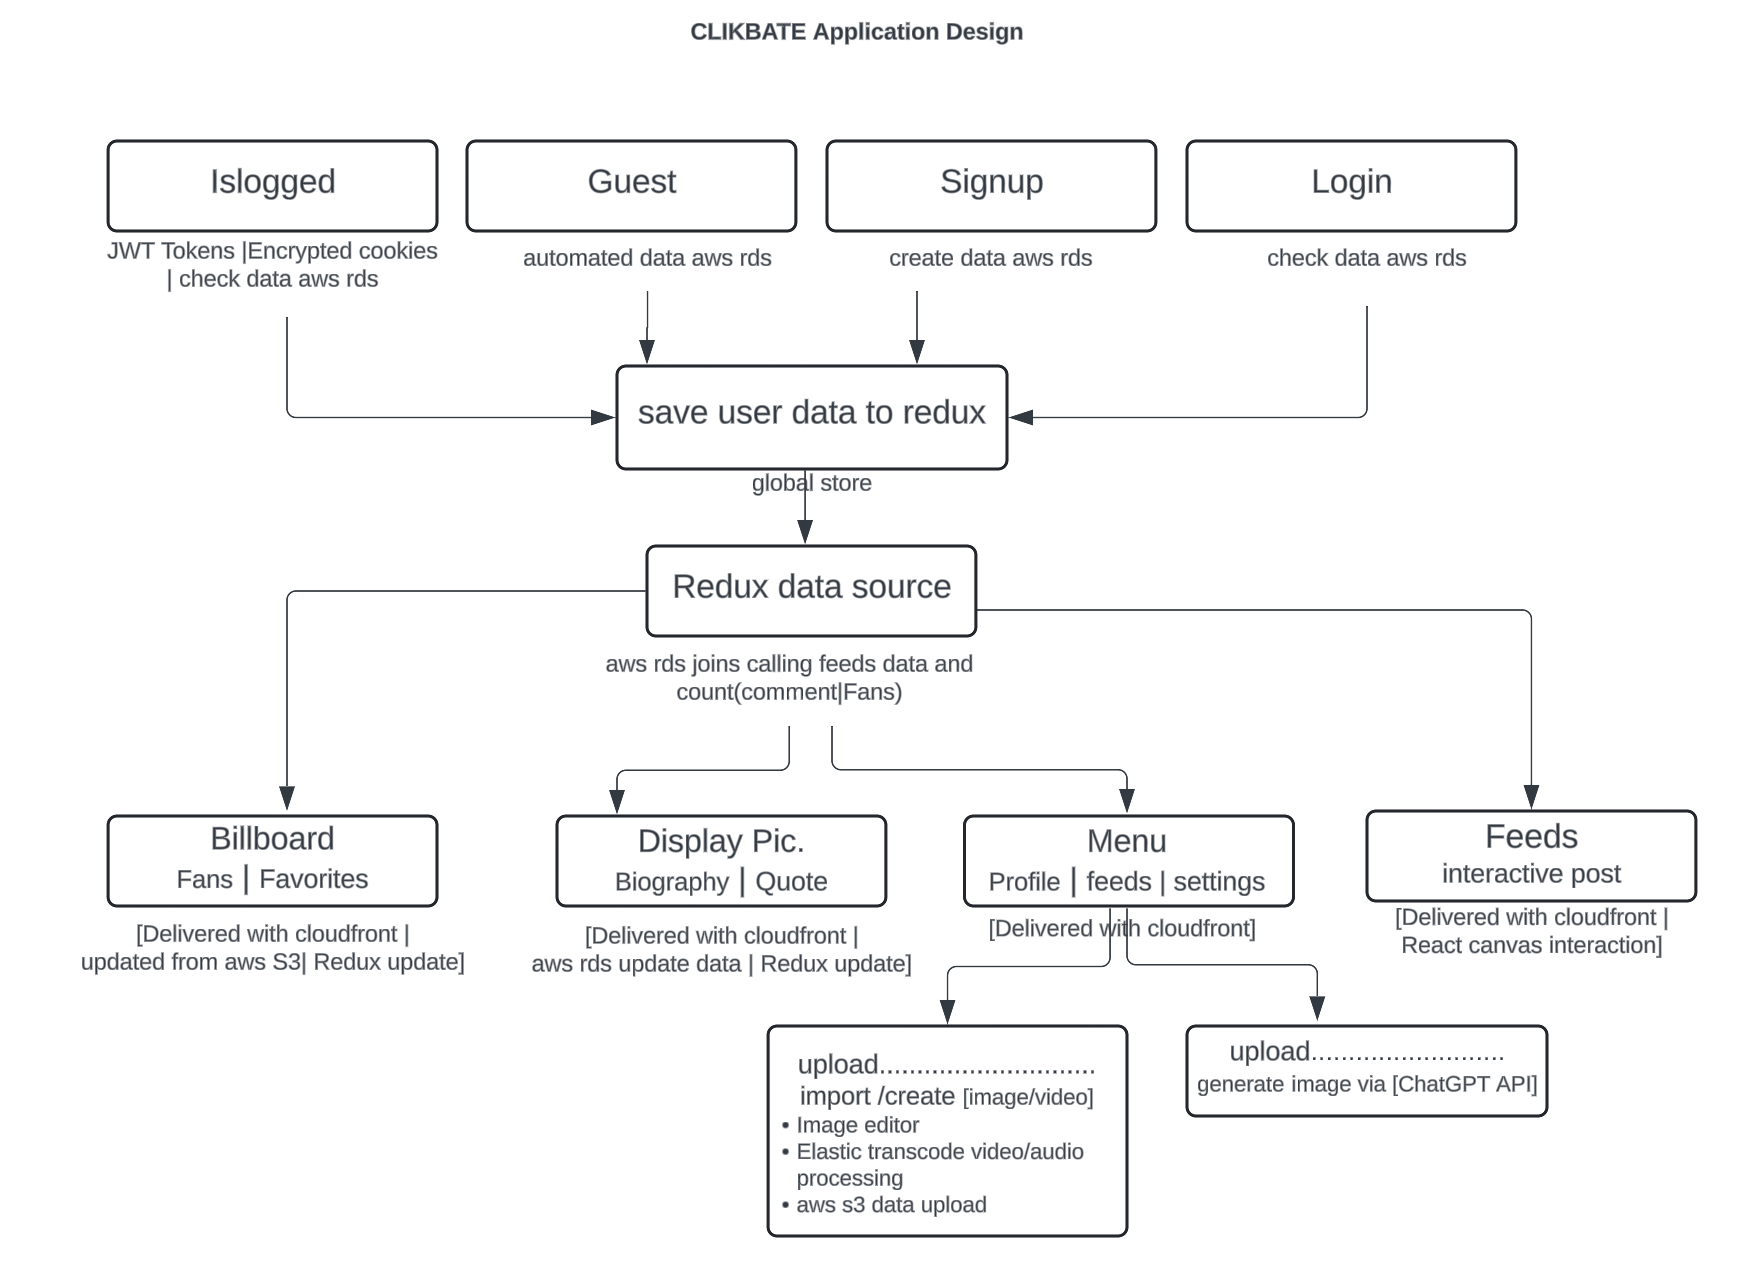 CLIKBATE Application Design
Islogged
Guest
Signup
Login
JWT Tokens |Encrypted cookies
| check data aws rds
automated data aws rds
create data aws rds
check data aws rds
save user data to redux
global store
Redux data source
aws rds joins calling feeds data and
count(comment|Fans)
Billboard
Fans | Favorites
[Delivered with cloudfront |
updated from aws S3| Redux update]
Display Pic.
Biography | Quote
[Delivered with cloudfront |
aws rds update data | Redux update]
Menu
Profile | feeds | settings
[Delivered with cloudfront]
Feeds
interactive post
[Delivered with cloudfront |
React canvas interaction]
upload.............................
import /create [image/video]
• Image editor
• Elastic transcode video/audio
processing
• aws s3 data upload
upload..........................
generate image via [ChatGPT API]